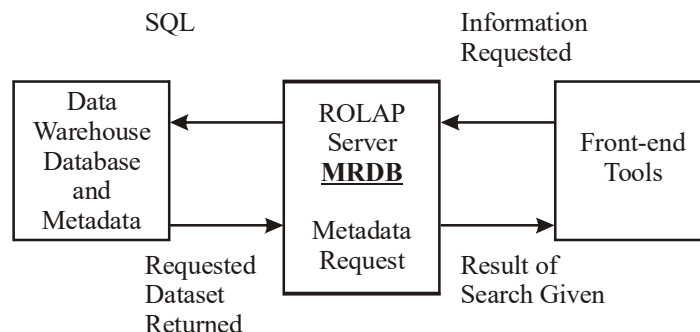 SQL
Information
Requested
Data
Warehouse
Database
and
Metadata
ROLAP
Server
MRDB
Metadata
Request
Front-end
Tools
Requested
Dataset
Returned
Result of
Search Given